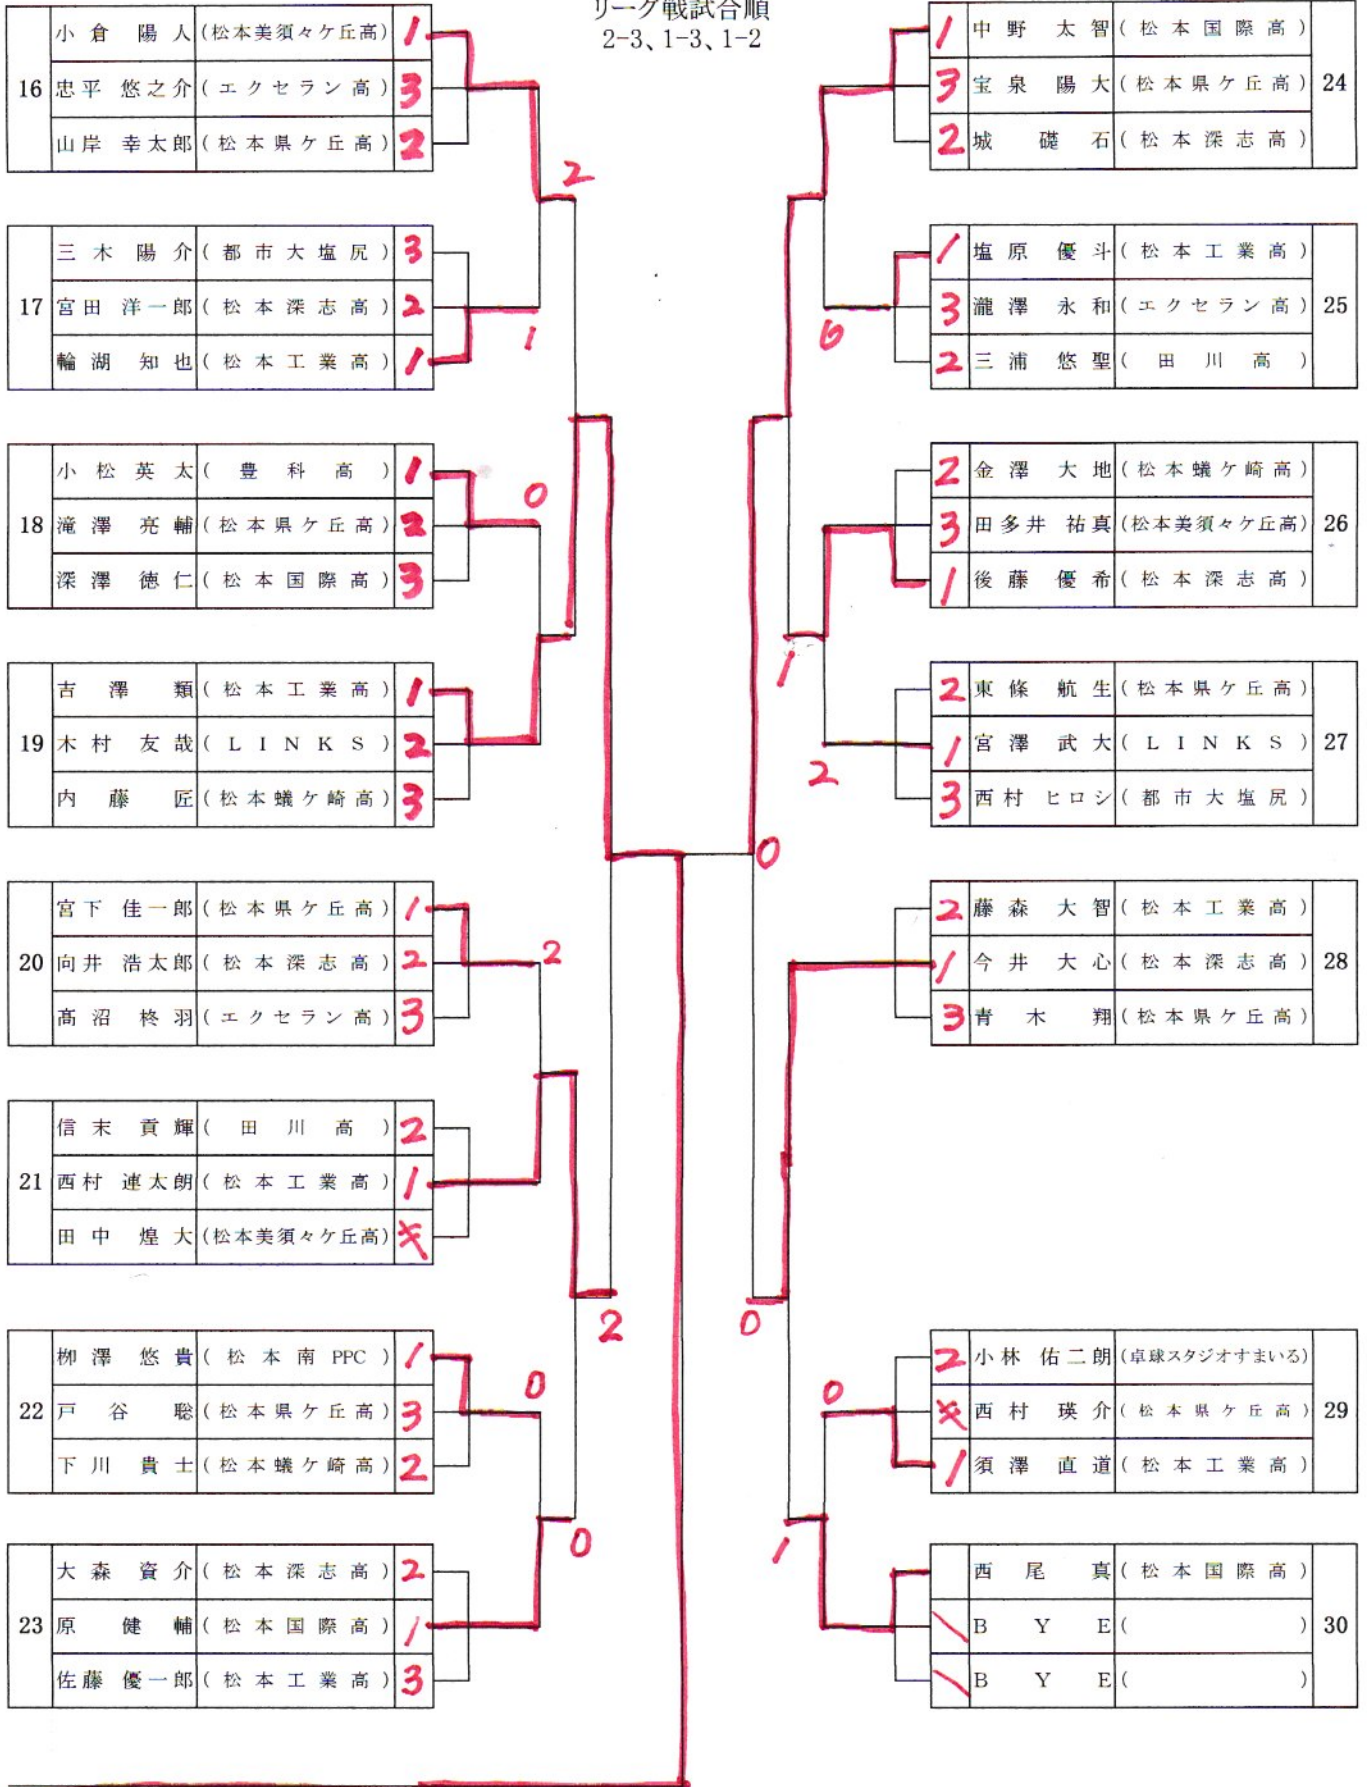 リーグ戦試合順
2-3、1-3、1-2
16
小倉 陽人 (松本美須々ケ丘高) 1
忠平 悠之介 (エクセラン高) 3
山岸 幸太郎 (松本県ケ丘高) 2
2
17
三木 陽介 (都市大塩尻) 3
宮田 洋一郎 (松本深志高) 2
輪湖 知也 (松本工業高) 1
1
18
小松 英太 (豊科高) 1
滝澤 亮輔 (松本県ケ丘高) 2
深澤 徳仁 (松本国際高) 3
0
19
吉澤 類 (松本工業高) 1
木村 友哉 (LINKS) 2
内藤 匠 (松本蟻ケ崎高) 3
20
宮下 佳一郎 (松本県ケ丘高) 1
向井 浩太郎 (松本深志高) 2
髙沼 柊羽 (エクセラン高) 3
2
21
信末 貢輝 (田川高) 2
西村 連太朗 (松本工業高) 1
田中 煌大 (松本美須々ケ丘高) キ
2
22
柳澤 悠貴 (松本南PPC) 1
戸谷 聡 (松本県ケ丘高) 3
下川 貴士 (松本蟻ケ崎高) 2
0
23
大森 資介 (松本深志高) 2
原 健輔 (松本国際高) 1
佐藤 優一郎 (松本工業高) 3
0
1 中野 太智 (松本国際高)
3 宝泉 陽大 (松本県ケ丘高)
2 城 礎石 (松本深志高)
24
1 塩原 優斗 (松本工業高)
3 瀧澤 永和 (エクセラン高)
2 三浦 悠聖 (田川高)
25
0
2 金澤 大地 (松本蟻ケ崎高)
3 田多井 祐真 (松本美須々ケ丘高)
1 後藤 優希 (松本深志高)
26
1
2 東條 航生 (松本県ケ丘高)
1 宮澤 武大 (LINKS)
3 西村 ヒロシ (都市大塩尻)
27
2
0
2 藤森 大智 (松本工業高)
1 今井 大心 (松本深志高)
3 青木 翔 (松本県ケ丘高)
28
0
2 小林 佑二朗 (卓球スタジオすまいる)
キ 西村 瑛介 (松本県ケ丘高)
1 須澤 直道 (松本工業高)
29
0
1
西尾 真 (松本国際高)
BYE ( )
BYE ( )
30